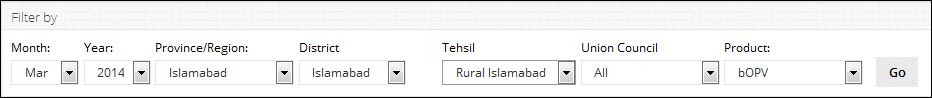 Filter by
Month: Year: Province/Region: District Tehsil Union Council Product:
Mar 2014 Islamabad Islamabad Rural Islamabad All bOPV Go